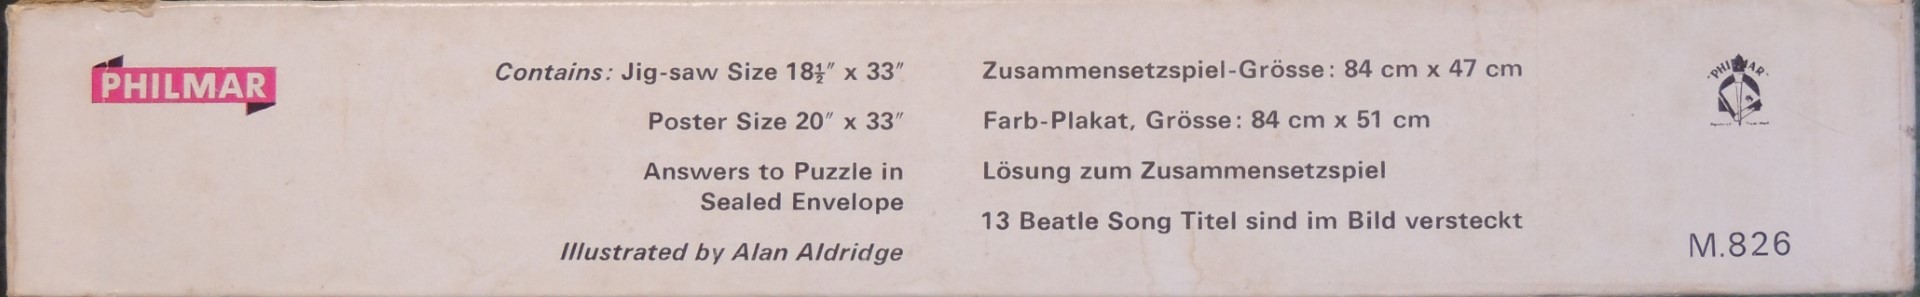 PHILMAR
Contains: Jig-saw Size 18½″ x 33″
Poster Size 20″ x 33″
Answers to Puzzle in
Sealed Envelope
Illustrated by Alan Aldridge
Zusammensetzspiel-Grösse: 84 cm x 47 cm
Farb-Plakat, Grösse: 84 cm x 51 cm
Lösung zum Zusammensetzspiel
13 Beatle Song Titel sind im Bild versteckt
PHILMAR
M.826